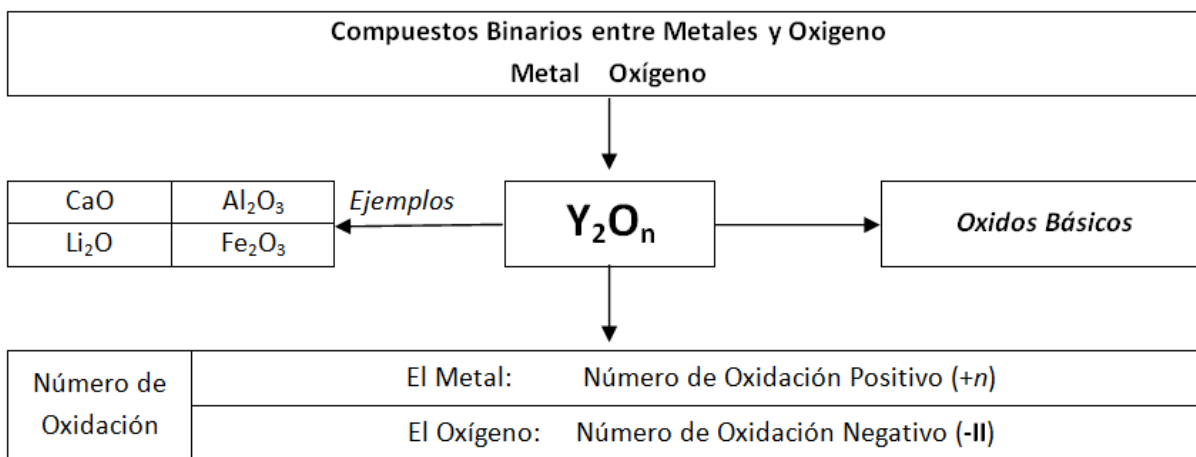 Compuestos Binarios entre Metales y Oxigeno
Metal Oxígeno
CaO Al₂O₃ Ejemplos Y₂Oₙ Oxidos Básicos
Li₂O Fe₂O₃
Número de Oxidación
El Metal: Número de Oxidación Positivo (+n)
El Oxígeno: Número de Oxidación Negativo (-II)